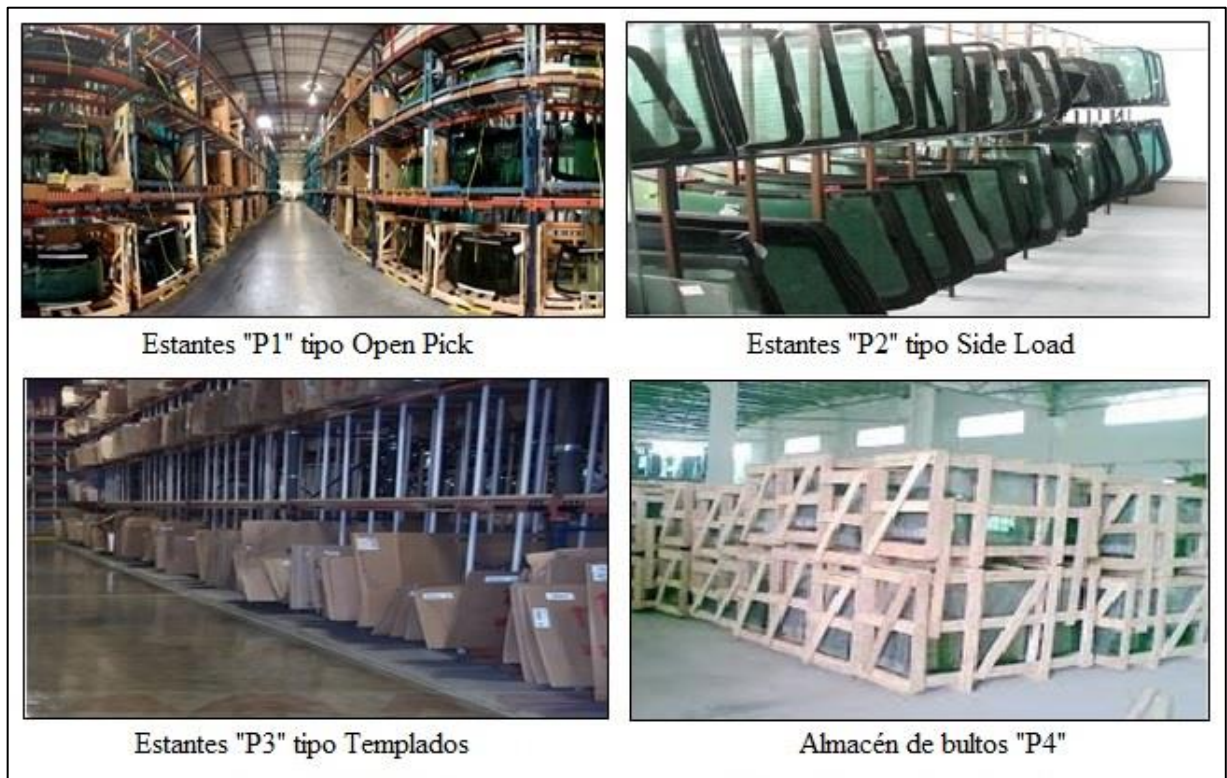 Estantes "P1" tipo Open Pick
Estantes "P2" tipo Side Load
Estantes "P3" tipo Templados
Almacén de bultos "P4"